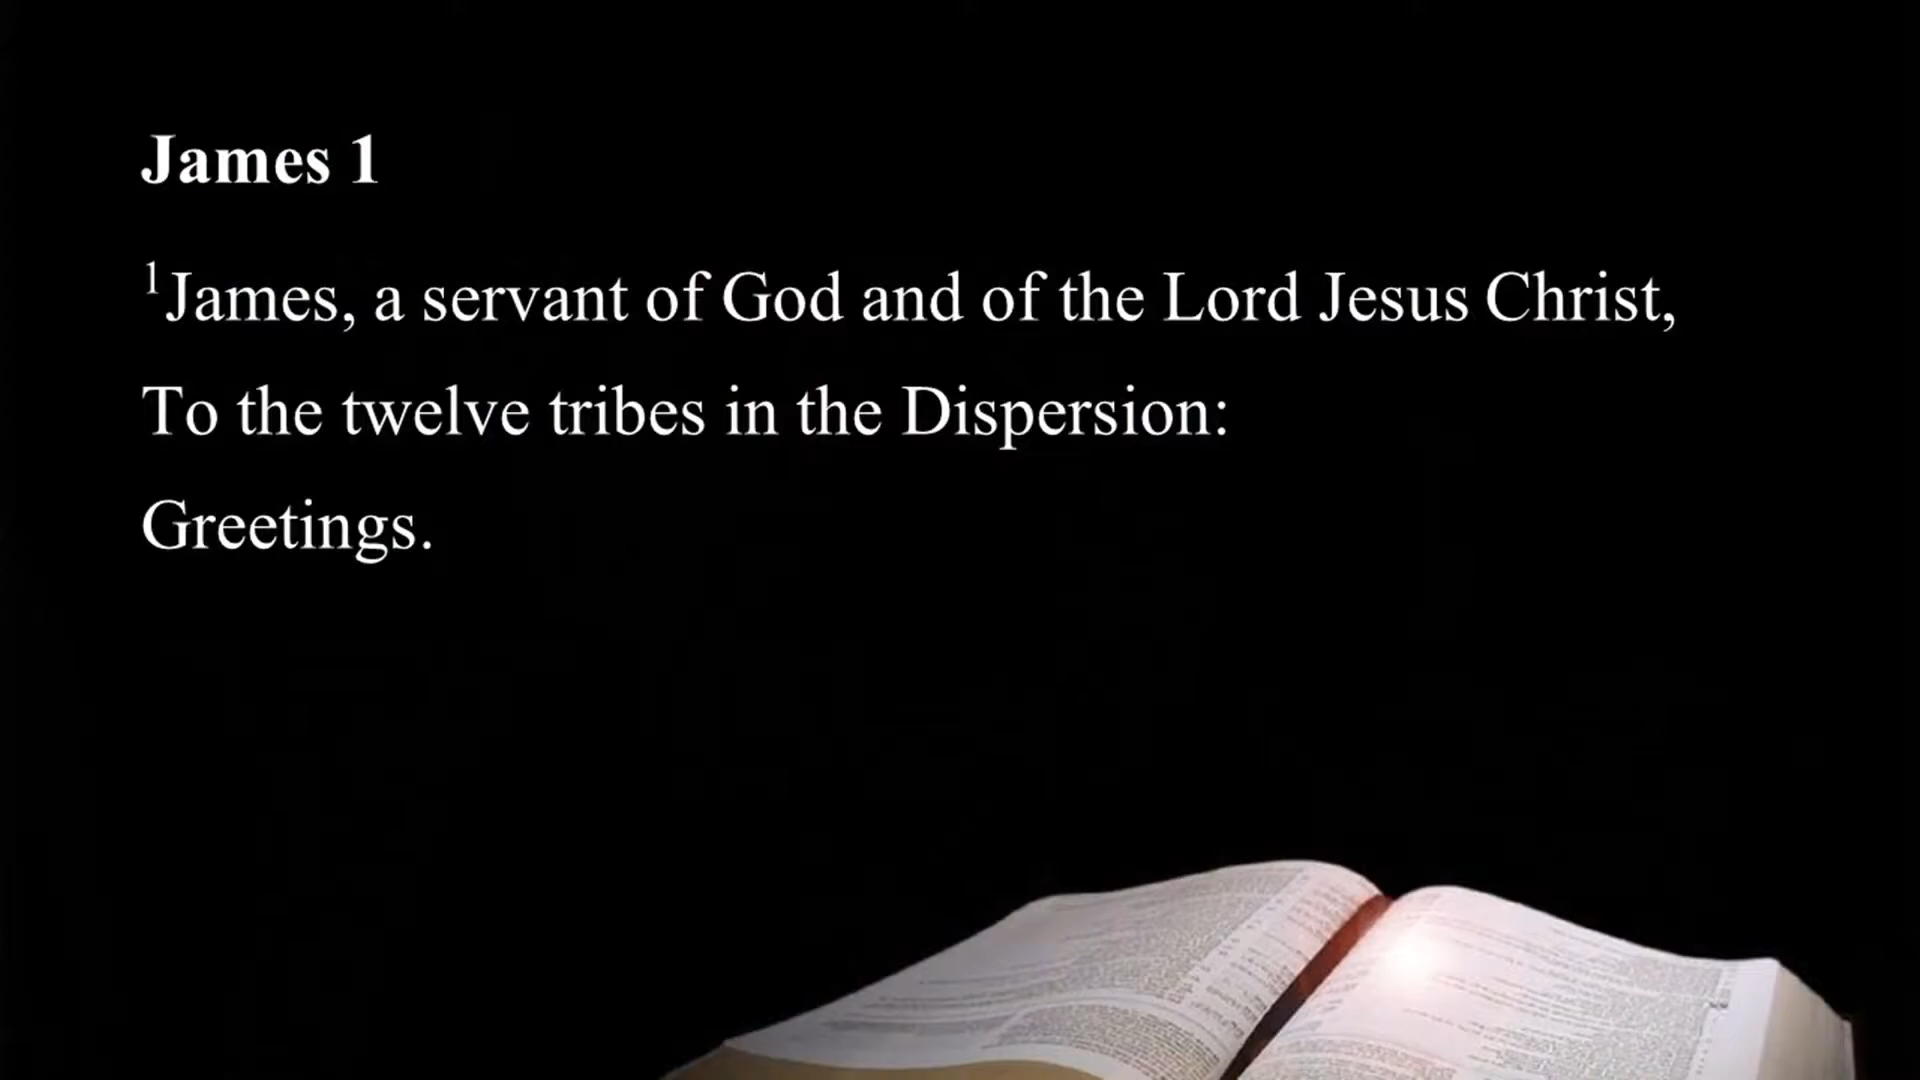 James 1
¹James, a servant of God and of the Lord Jesus Christ,
To the twelve tribes in the Dispersion:
Greetings.